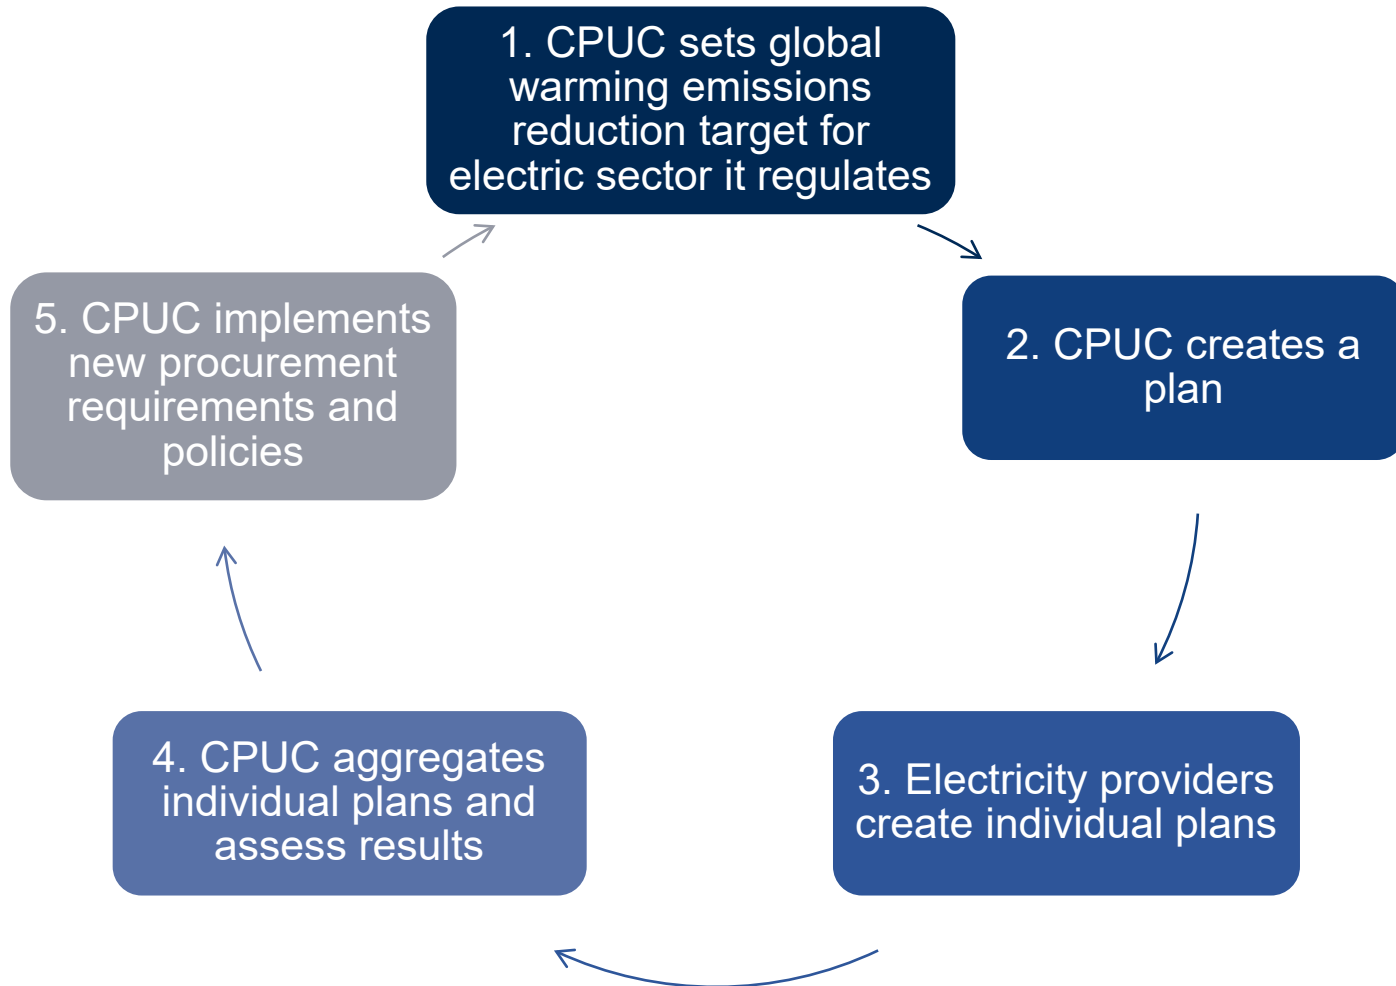 1. CPUC sets global
warming emissions
reduction target for
electric sector it regulates
2. CPUC creates a
plan
3. Electricity providers
create individual plans
4. CPUC aggregates
individual plans and
assess results
5. CPUC implements
new procurement
requirements and
policies